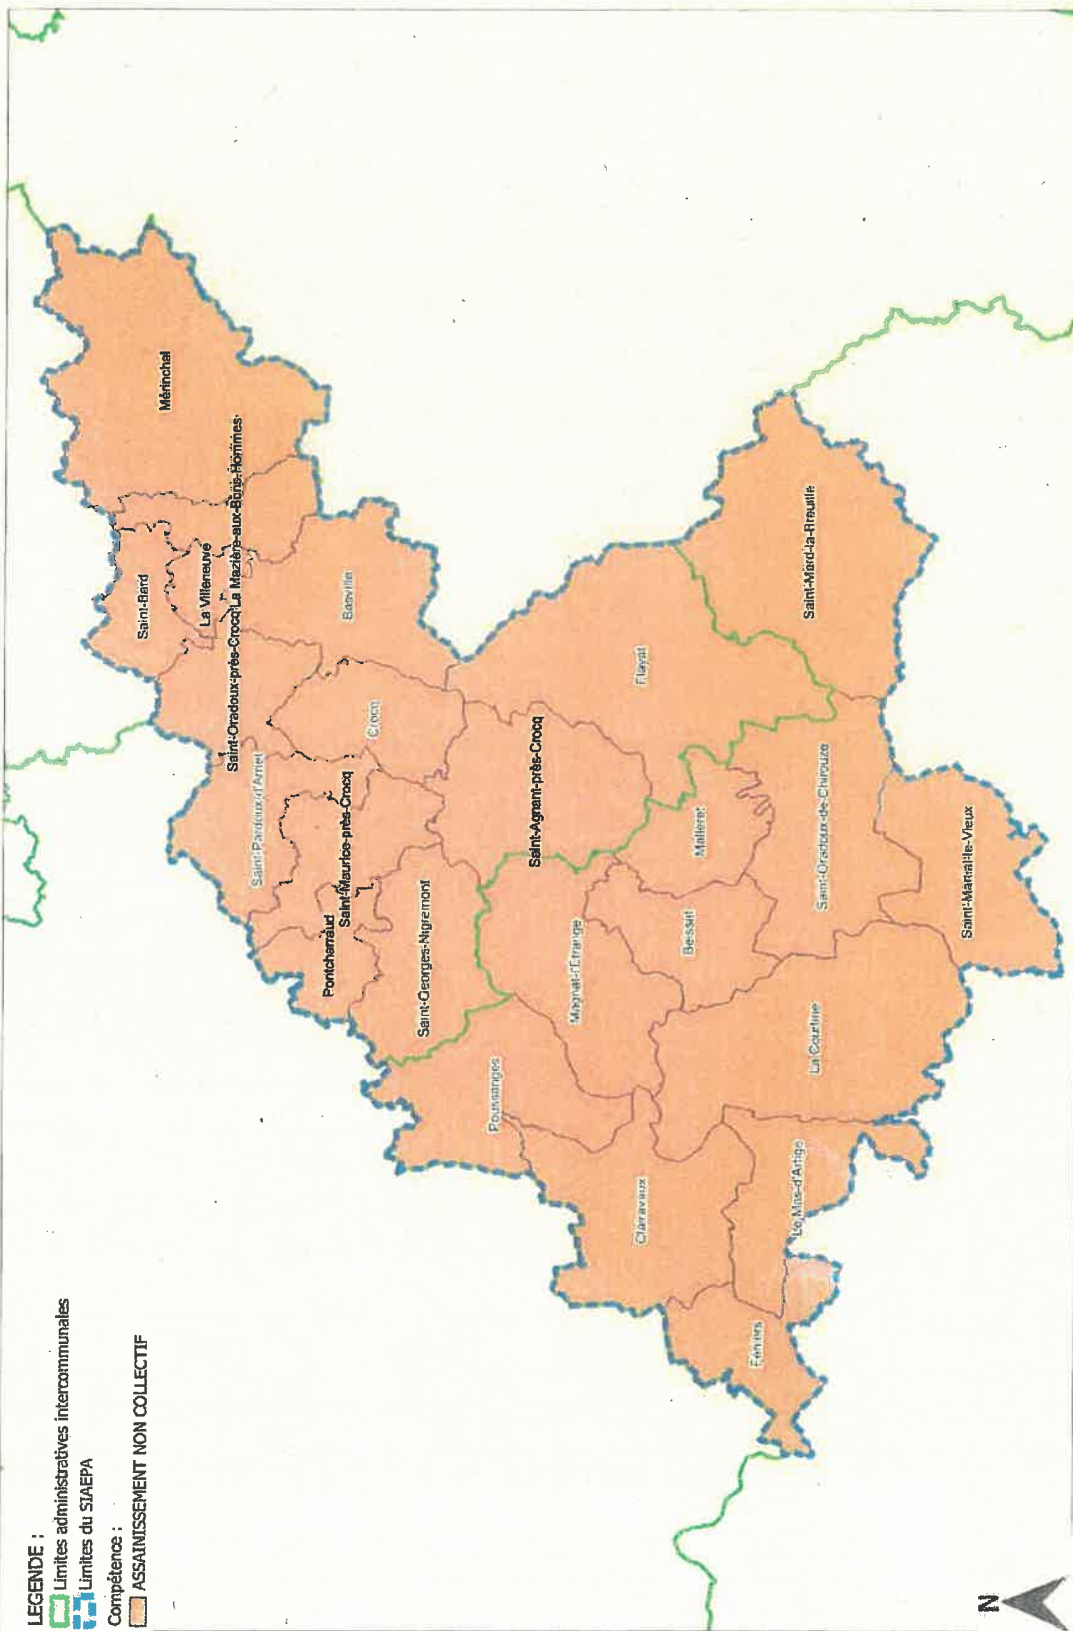 LEGENDE :
Limites administratives intercommunales
Limites du SIAEPA
Compétence :
ASSAINISSEMENT NON COLLECTIF
Mérinchal
Saint-Bard
La Villeneuve
Saint-Oradoux-près-Crocq
La Mazière-aux-Bons-Hommes
Saint-Pardoux-d'Arnet
Basville
Pontcharraud
Saint-Maurice-près-Crocq
Crocq
Saint-Georges-Nigremont
Poussanges
Saint-Agnant-près-Crocq
Magnat-l'Etrange
Flayat
Clairavaux
Beissat
Malleret
Féniers
Le Mas-d'Artige
La Courtine
Saint-Oradoux-de-Chirouze
Saint-Merd-la-Breuille
Saint-Martial-le-Vieux
N